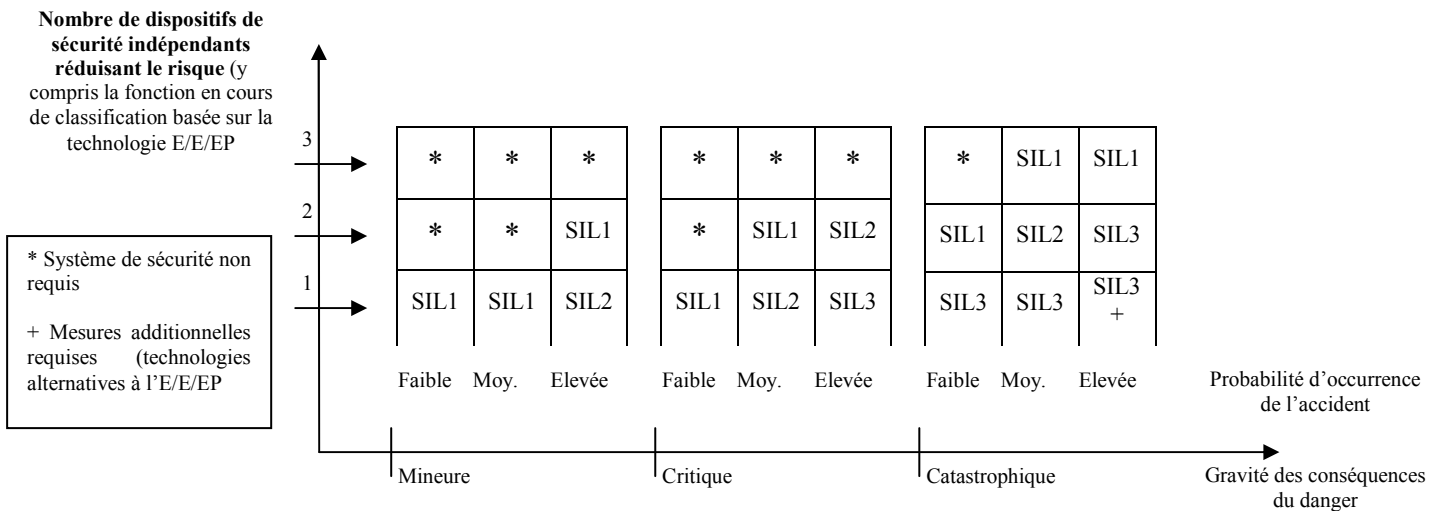 Nombre de dispositifs de
sécurité indépendants
réduisant le risque (y
compris la fonction en cours
de classification basée sur la
technologie E/E/EP
3
* * * * * * * SIL1 SIL1
2
* * SIL1 * SIL1 SIL2 SIL1 SIL2 SIL3
1
SIL1 SIL1 SIL2 SIL1 SIL2 SIL3 SIL3 SIL3 SIL3
+
* Système de sécurité non
requis
+ Mesures additionnelles
requises (technologies
alternatives à l’E/E/EP
Faible Moy. Elevée Faible Moy. Elevée Faible Moy. Elevée
Probabilité d’occurrence
de l’accident
Mineure Critique Catastrophique
Gravité des conséquences
du danger